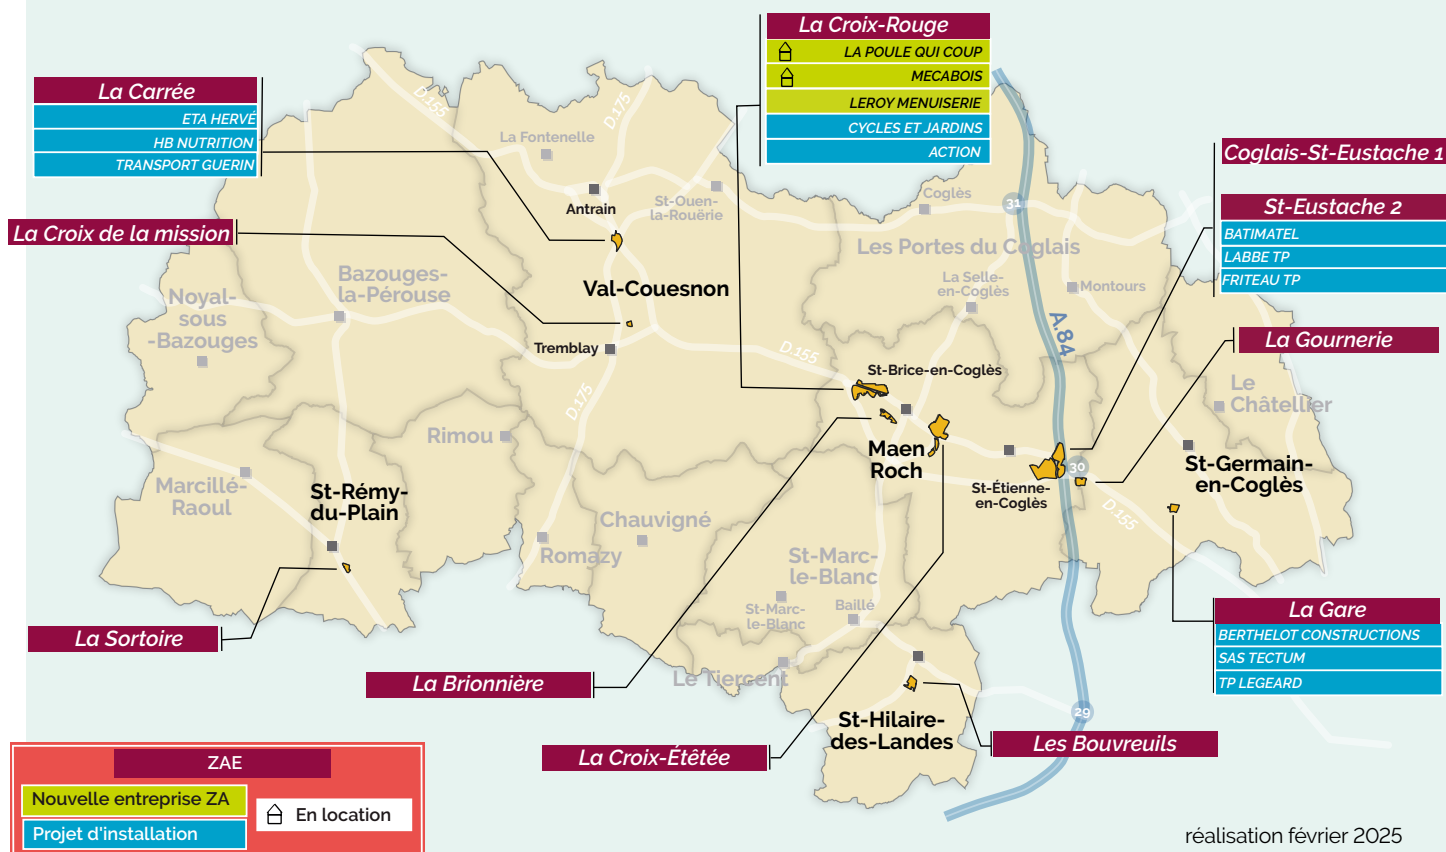 La Croix-Rouge
LA POULE QUI COUP
MECABOIS
LEROY MENUISERIE
CYCLES ET JARDINS
ACTION
La Carrée
ETA HERVÉ
HB NUTRITION
TRANSPORT GUERIN
La Croix de la mission
Coglais-St-Eustache 1
St-Eustache 2
BATIMATEL
LABBE TP
FRITEAU TP
La Gournerie
D.155
D.175
La Fontenelle
Antrain
St-Ouen-
la-Rouërie
Coglès
31
Les Portes du Coglais
La Selle-
en-Coglès
Montours
Bazouges-
la-Pérouse
Noyal-
sous
-Bazouges
Val-Couesnon
Tremblay
D.155
A.84
D.175
St-Brice-en-Coglès
Le
Châtellier
Maen
Roch
Rimou
30
St-Étienne-
en-Coglès
St-Germain-
en-Coglès
D.155
Marcillé-
Raoul
St-Rémy-
du-Plain
Chauvigné
Romazy
St-Marc-
le-Blanc
St-Marc-
le-Blanc
Baillé
Le Tiercent
29
St-Hilaire-
des-Landes
La Gare
BERTHELOT CONSTRUCTIONS
SAS TECTUM
TP LEGEARD
La Sortoire
La Brionnière
La Croix-Étêtée
Les Bouvreuils
ZAE
Nouvelle entreprise ZA
En location
Projet d'installation
réalisation février 2025